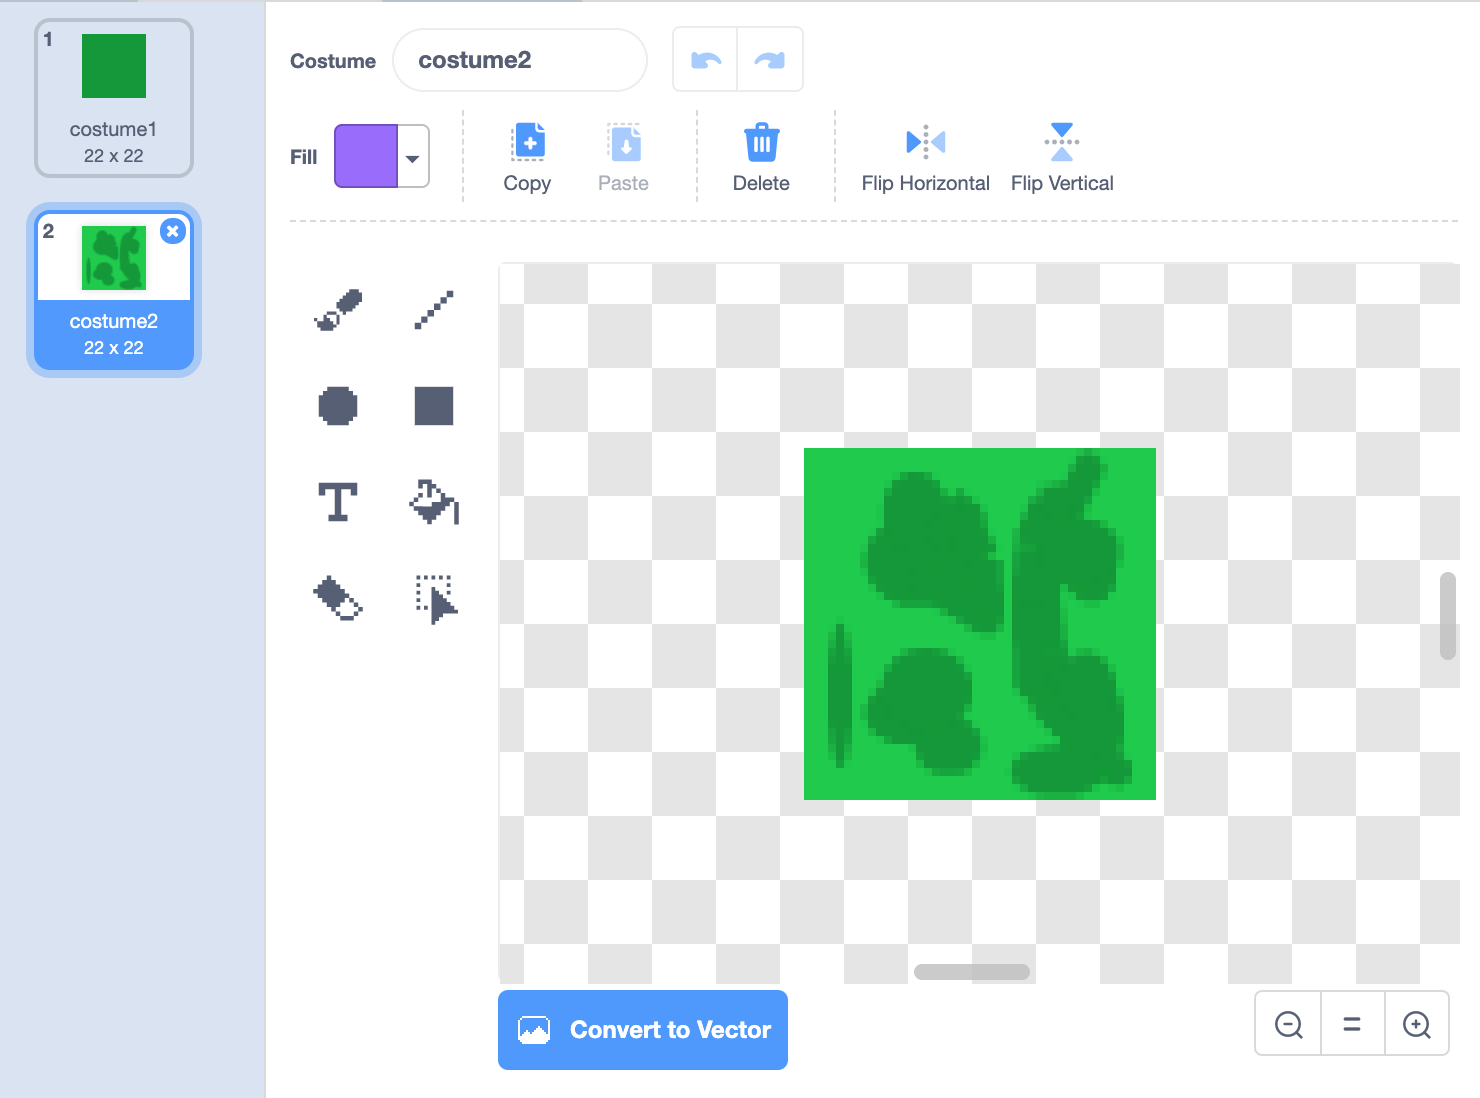 1
costume1
22 x 22
2
costume2
22 x 22
Costume
costume2
Fill
Copy
Paste
Delete
Flip Horizontal
Flip Vertical
T
Convert to Vector